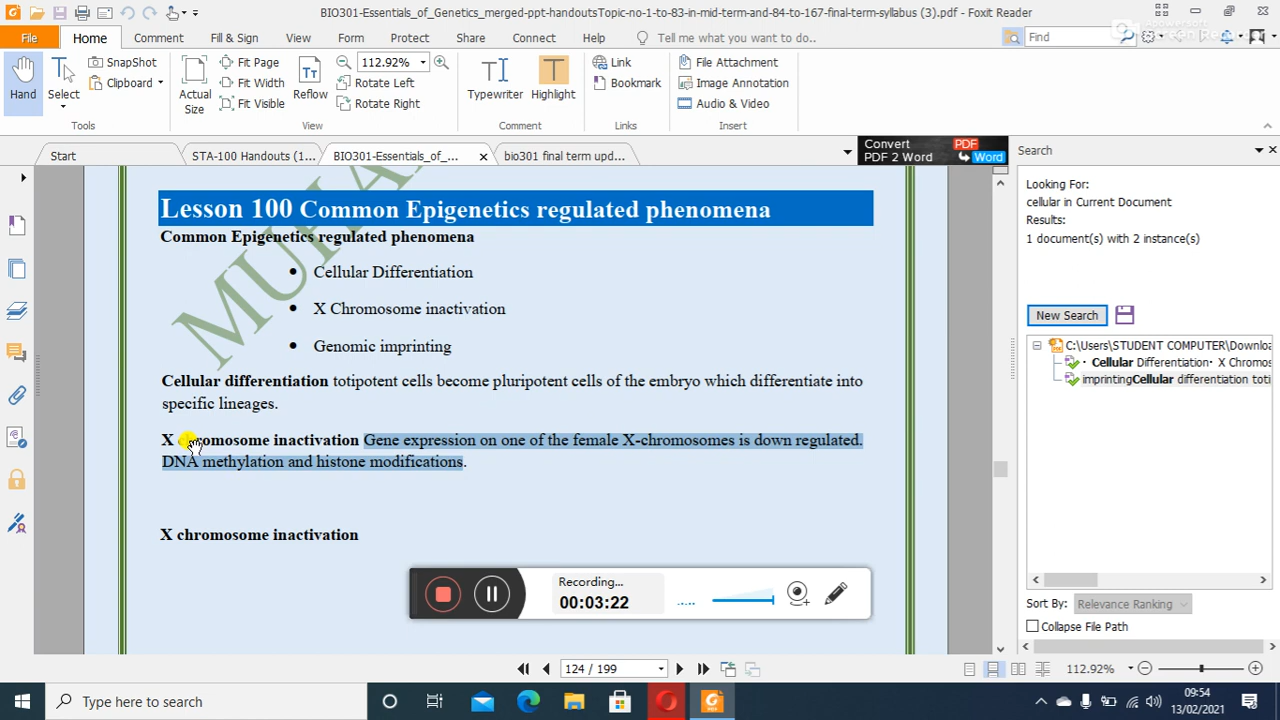 BIO301-Essentials_of_Genetics_merged-ppt-handoutsTopic-no-1-to-83-in-mid-term-and-84-to-167-final-term-syllabus (3).pdf - Foxit Reader
File Home Comment Fill & Sign View Form Protect Share Connect Help Tell me what you want to do.. Find
Hand
Select
SnapShot
Clipboard
Tools
Actual Size
Fit Page
Fit Width
Fit Visible
Reflow
112.92%
Rotate Left
Rotate Right
View
Typewriter
Highlight
Comment
Link
Bookmark
Links
File Attachment
Image Annotation
Audio & Video
Insert
Start STA-100 Handouts (1... BIO301-Essentials_of_... bio301 final term upd...
Convert PDF
PDF 2 Word Word
Lesson 100 Common Epigenetics regulated phenomena
Common Epigenetics regulated phenomena
• Cellular Differentiation
• X Chromosome inactivation
• Genomic imprinting
Cellular differentiation totipotent cells become pluripotent cells of the embryo which differentiate into
specific lineages.
X chromosome inactivation Gene expression on one of the female X-chromosomes is down regulated.
DNA methylation and histone modifications.
X chromosome inactivation
Recording...
00:03:22
Search
Looking For:
cellular in Current Document
Results:
1 document(s) with 2 instance(s)
New Search
C:\Users\STUDENT COMPUTER\Downlo
· Cellular Differentiation· X Chromos
imprintingCellular differentiation toti
Sort By: Relevance Ranking
Collapse File Path
124 / 199
112.92%
Type here to search
09:54
13/02/2021